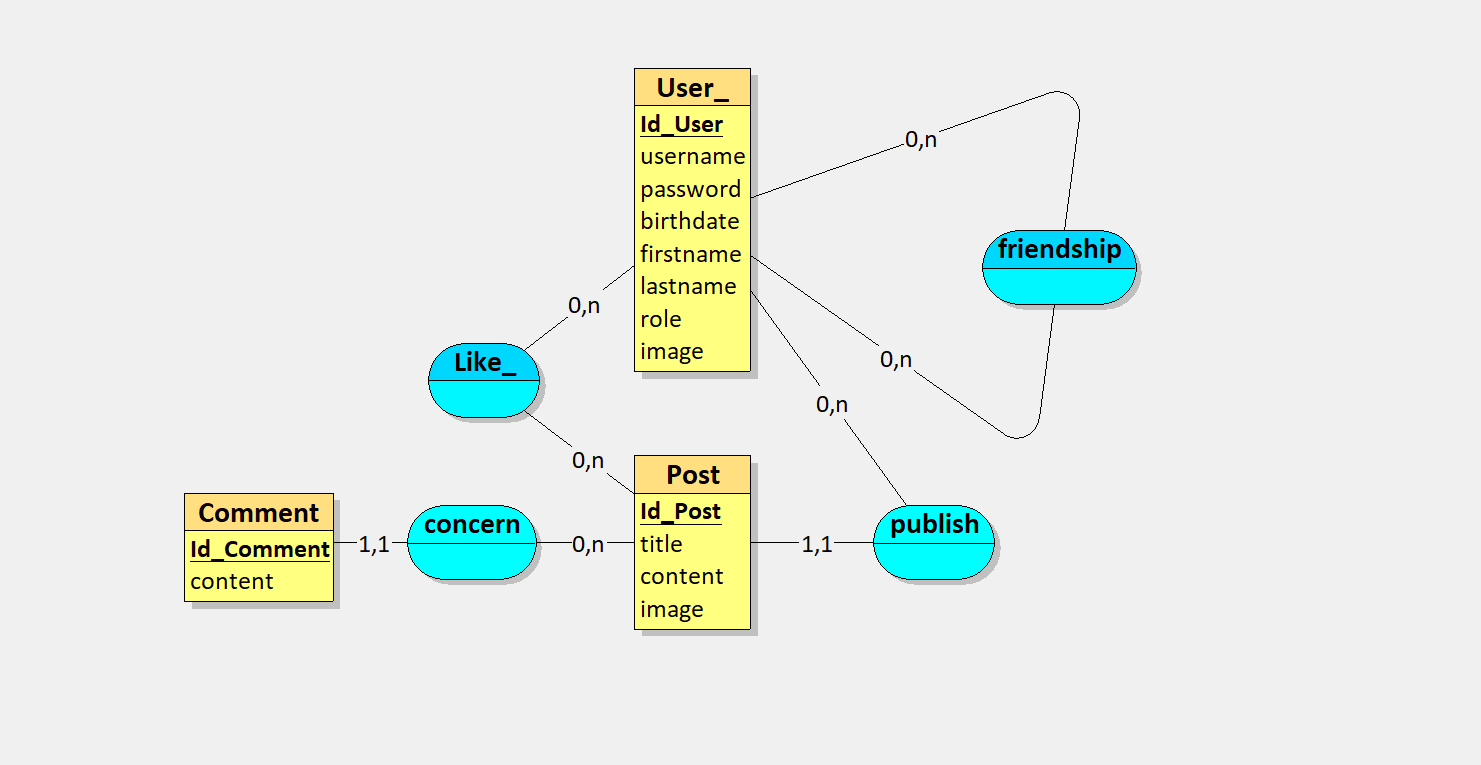 User_
Id_User
username
password
birthdate
firstname
lastname
role
image
0,n
friendship
0,n
0,n
0,n
Like_
0,n
Post
Id_Post
title
content
image
Comment
Id_Comment
content
1,1
concern
0,n
1,1
publish